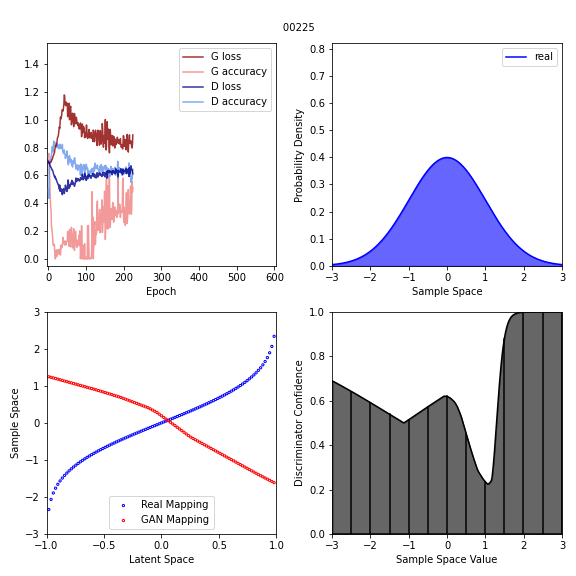 00225
1.4
1.2
1.0
0.8
0.6
0.4
0.2
0.0
0 100 200 300 400 500 600
Epoch
G loss
G accuracy
D loss
D accuracy
0.8
0.7
0.6
0.5
0.4
0.3
0.2
0.1
0.0
Probability Density
−3 −2 −1 0 1 2 3
Sample Space
real
3
2
1
0
−1
−2
−3
Sample Space
−1.0 −0.5 0.0 0.5 1.0
Latent Space
Real Mapping
GAN Mapping
1.0
0.8
0.6
0.4
0.2
0.0
Discriminator Confidence
−3 −2 −1 0 1 2 3
Sample Space Value